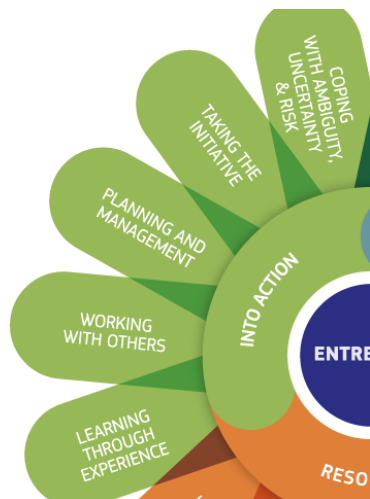 COPING
WITH AMBIGUITY,
UNCERTAINTY
& RISK
TAKING THE
INITIATIVE
PLANNING AND
MANAGEMENT
WORKING
WITH OTHERS
LEARNING
THROUGH
EXPERIENCE
INTO ACTION
ENTRE
RESO